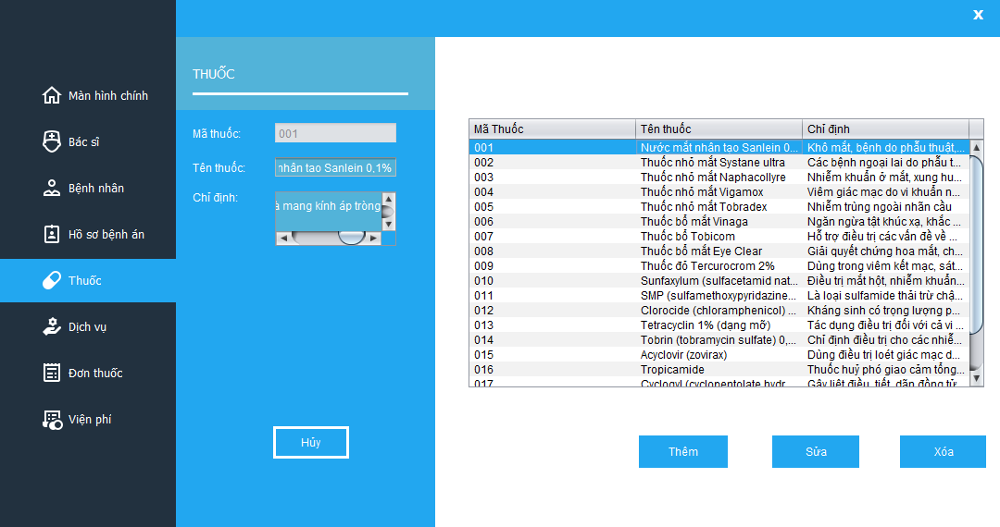 x
Màn hình chính
Bác sĩ
Bệnh nhân
Hồ sơ bệnh án
Thuốc
Dịch vụ
Đơn thuốc
Viện phí
THUỐC
Mã thuốc: 001
Tên thuốc: nhân tạo Sanlein 0,1%
Chỉ định: à mang kính áp tròng
Hủy
Mã Thuốc Tên thuốc Chỉ định
001 Nước mắt nhân tạo Sanlein 0... Khô mắt, bệnh do phẫu thuật,...
002 Thuốc nhỏ mắt Systane ultra Các bệnh ngoại lai do phẫu t...
003 Thuốc nhỏ mắt Naphacollyre Nhiễm khuẩn ở mắt, xung hu...
004 Thuốc nhỏ mắt Vigamox Viêm giác mạc do vi khuẩn n...
005 Thuốc nhỏ mắt Tobradex Nhiễm trùng ngoài nhãn cầu
006 Thuốc bổ mắt Vinaga Ngăn ngừa tật khúc xạ, khắc ...
007 Thuốc bổ Tobicom Hỗ trợ điều trị các vấn đề về ...
008 Thuốc bổ mắt Eye Clear Giải quyết chứng hoa mắt, ch...
009 Thuốc đỏ Tercurocrom 2% Dùng trong viêm kết mạc, sát...
010 Sunfaxylum (sulfacetamid nat... Điều trị mắt hột, nhiễm khuẩn...
011 SMP (sulfamethoxypyridazine... Là loại sulfamide thải trừ chậ...
012 Clorocide (chloramphenicol) ... Kháng sinh có trọng lượng p...
013 Tetracyclin 1% (dạng mỡ) Tác dụng điều trị đối với cả vi ...
014 Tobrin (tobramycin sulfate) 0,... Chỉ định điều trị cho các nhiễ...
015 Acyclovir (zovirax) Dùng điều trị loét giác mạc d...
016 Tropicamide Thuốc huỷ phó giao cảm tổng...
017 Cyclogyl (cyclopentolate hydr... Gây liệt điều tiết, dãn đồng tử...
Thêm
Sửa
Xóa